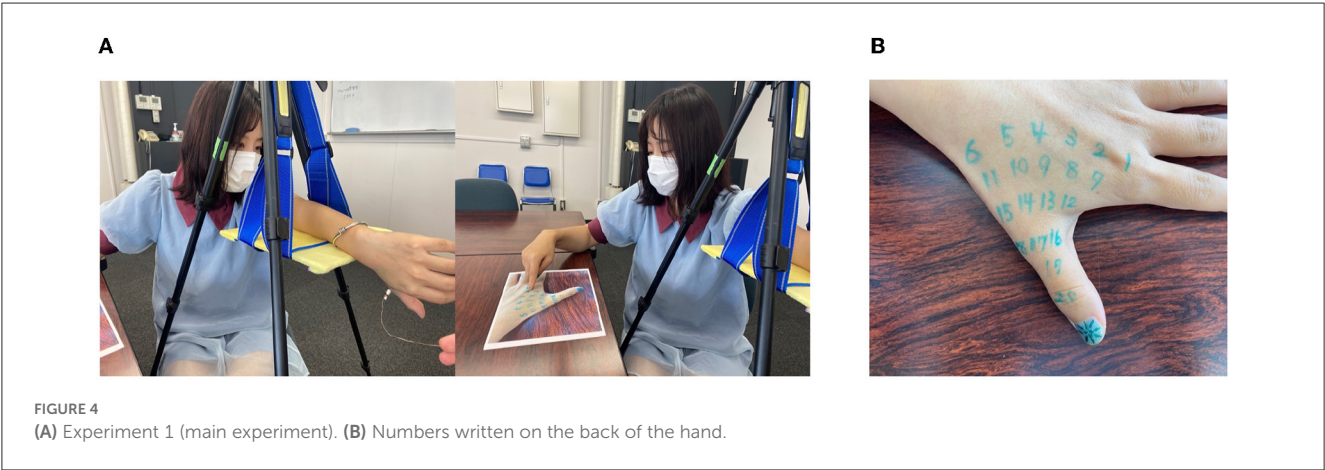 A
B
6 5 4 3 2 1
11 10 9 8 7
15 14 13 12
17 16
19
20
FIGURE 4
(A) Experiment 1 (main experiment). (B) Numbers written on the back of the hand.